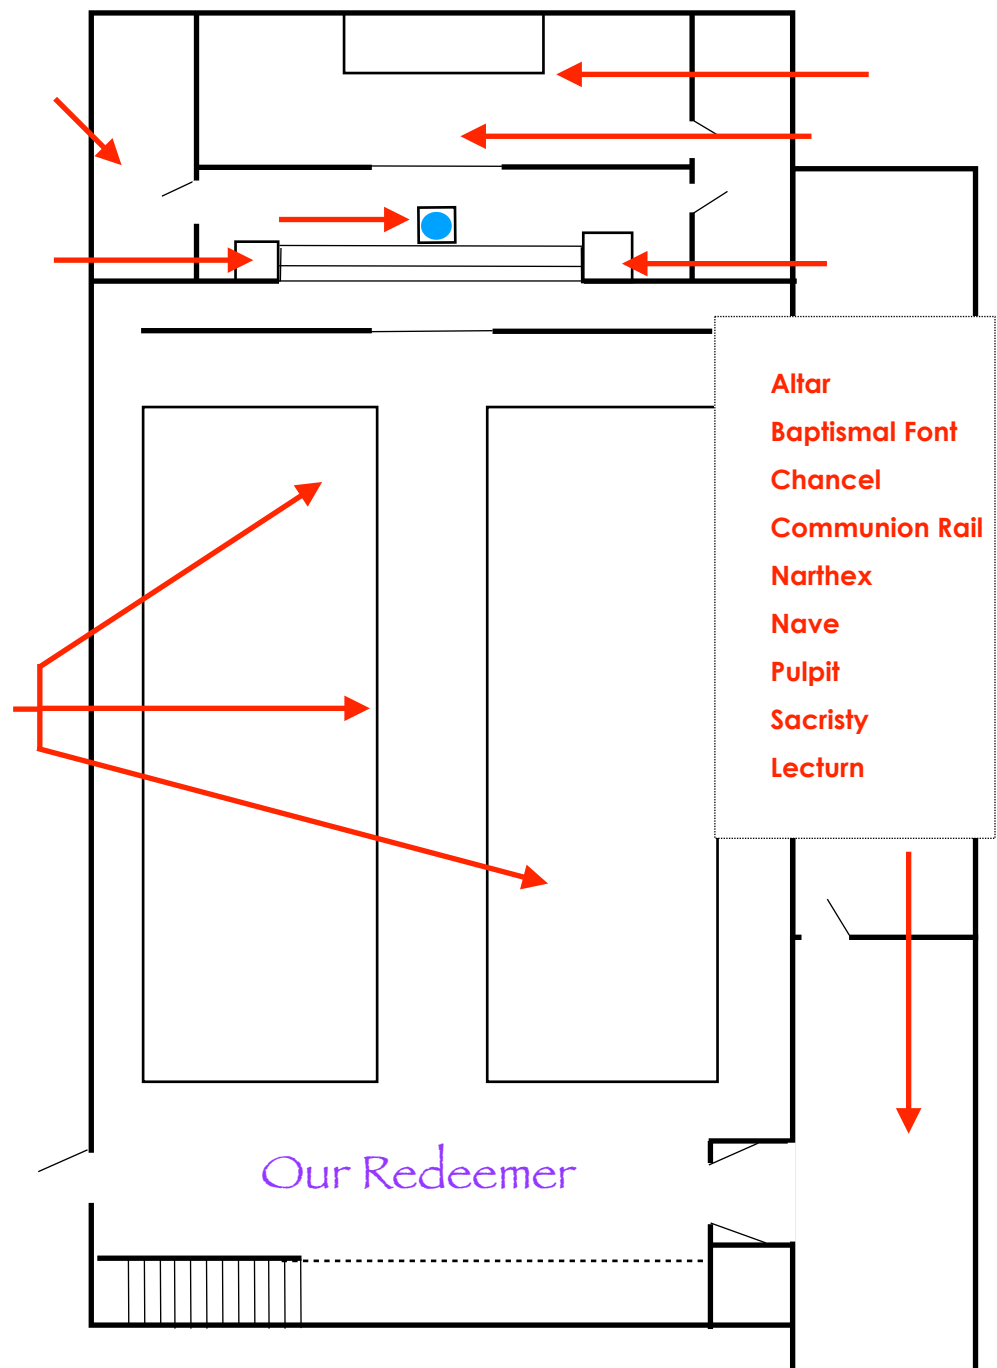 Altar
Baptismal Font
Chancel
Communion Rail
Narthex
Nave
Pulpit
Sacristy
Lecturn
Our Redeemer